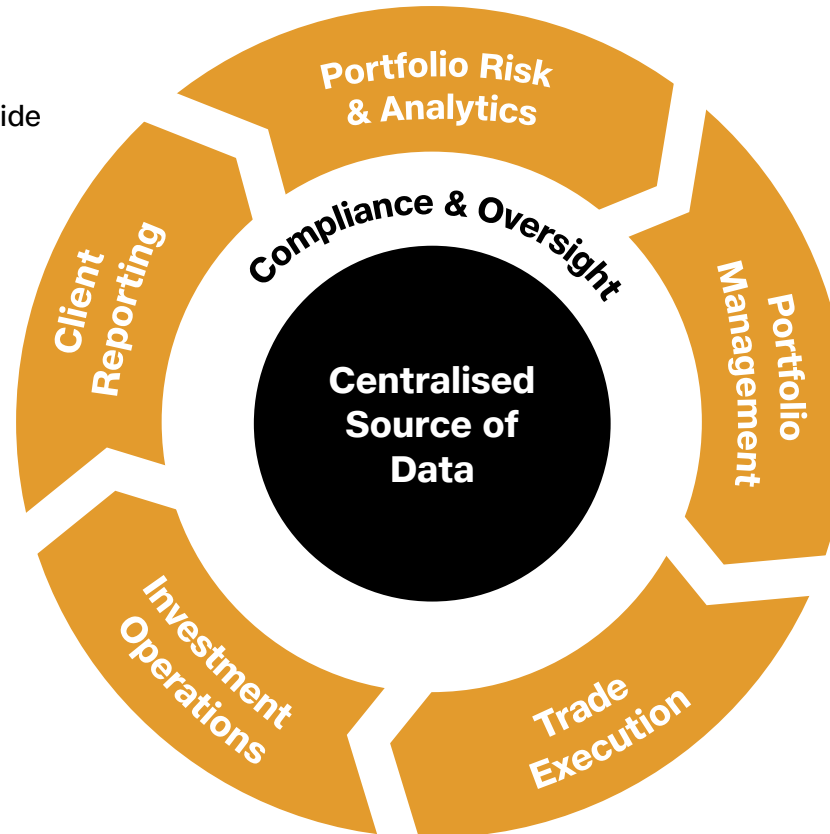 ide
Portfolio Risk
& Analytics
Compliance & Oversight
Portfolio
Management
Trade
Execution
Investment
Operations
Client
Reporting
Centralised
Source of
Data